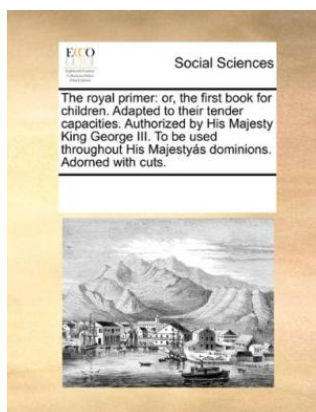 ECCO
Social Sciences
The royal primer: or, the first book for
children. Adapted to their tender
capacities. Authorized by His Majesty
King George III. To be used
throughout His Majestyás dominions.
Adorned with cuts.